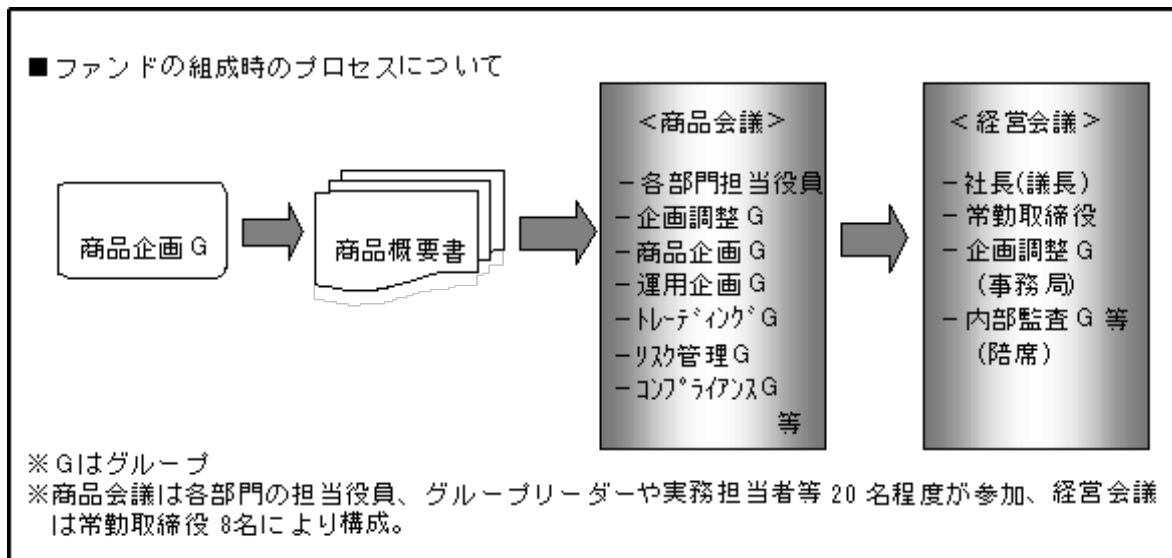 ■ファンドの組成時のプロセスについて
商品企画G
商品概要書
＜商品会議＞
－各部門担当役員
－企画調整G
－商品企画G
－運用企画G
－ﾄﾚｰﾃﾞｨﾝｸﾞG
－ﾘｽｸ管理G
－ｺﾝﾌﾟﾗｲｱﾝｽG
等
＜経営会議＞
－社長(議長)
－常勤取締役
－企画調整G
(事務局)
－内部監査G 等
(陪席)
※Gはグループ
※商品会議は各部門の担当役員、グループリーダーや実務担当者等 20 名程度が参加、経営会議
は常勤取締役 8名により構成。